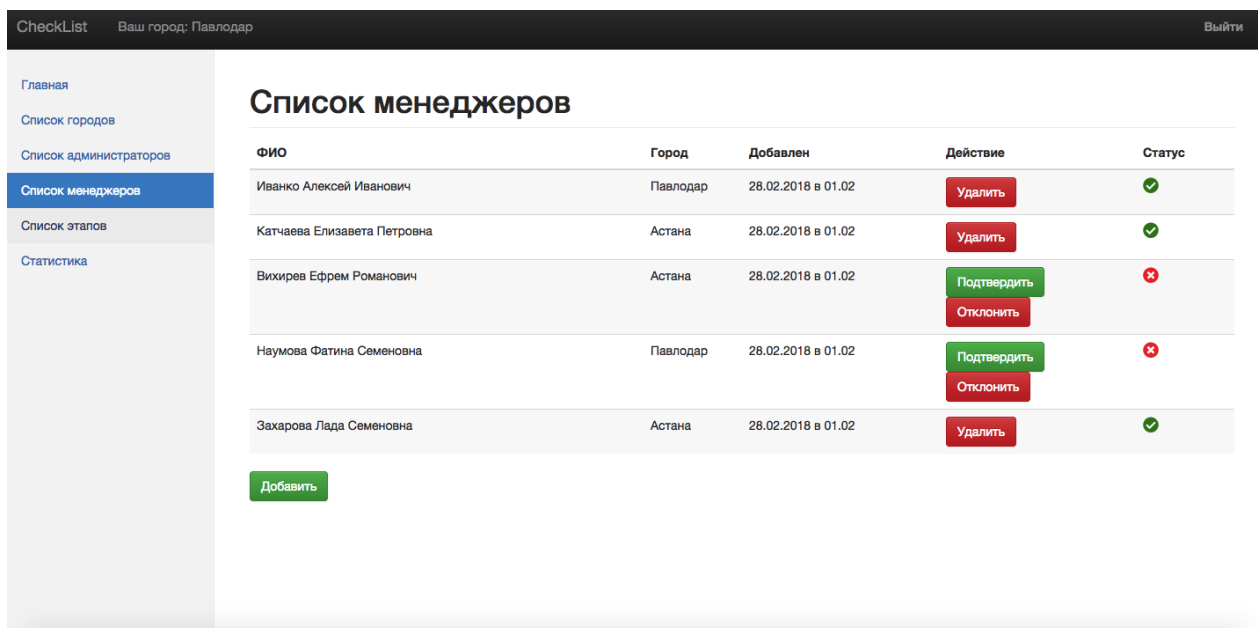 CheckList Ваш город: Павлодар Выйти
Главная
Список городов
Список администраторов
Список менеджеров
Список этапов
Статистика
Список менеджеров
ФИО Город Добавлен Действие Статус
Иванко Алексей Иванович Павлодар 28.02.2018 в 01.02 Удалить
Катчаева Елизавета Петровна Астана 28.02.2018 в 01.02 Удалить
Вихирев Ефрем Романович Астана 28.02.2018 в 01.02 Подтвердить
Отклонить
Наумова Фатина Семеновна Павлодар 28.02.2018 в 01.02 Подтвердить
Отклонить
Захарова Лада Семеновна Астана 28.02.2018 в 01.02 Удалить
Добавить